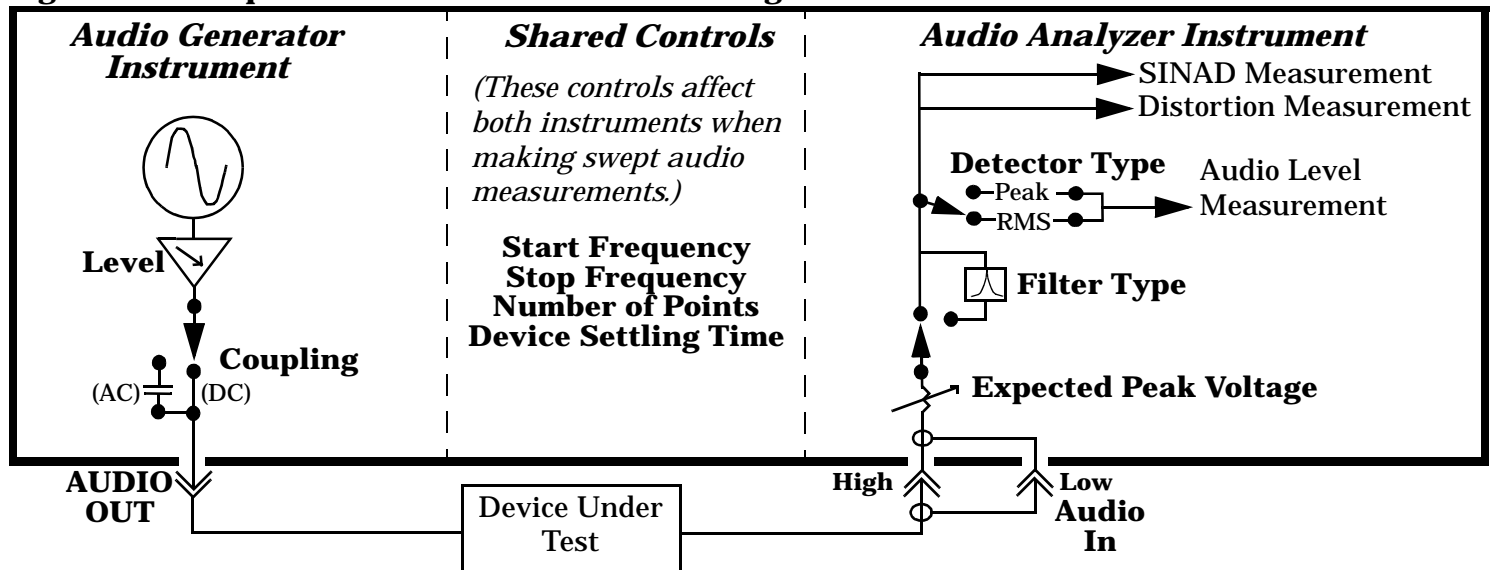 Audio Generator
Instrument
Level
Coupling
(AC)
(DC)
AUDIO
OUT
Shared Controls
(These controls affect
both instruments when
making swept audio
measurements.)
Start Frequency
Stop Frequency
Number of Points
Device Settling Time
Device Under
Test
Audio Analyzer Instrument
SINAD Measurement
Distortion Measurement
Detector Type
Peak
RMS
Audio Level
Measurement
Filter Type
Expected Peak Voltage
High
Low
Audio
In